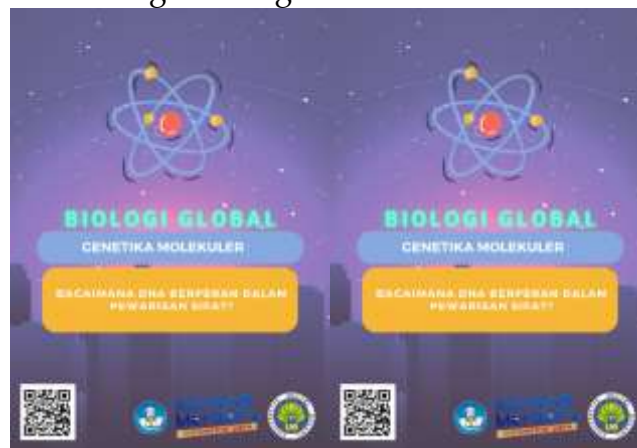 BIOLOGI GLOBAL
GENETIKA MOLEKULER
BAGAIMANA DNA BERPERAN DALAM
PEWARISAN SIFAT?
BIOLOGI GLOBAL
GENETIKA MOLEKULER
BAGAIMANA DNA BERPERAN DALAM
PEWARISAN SIFAT?